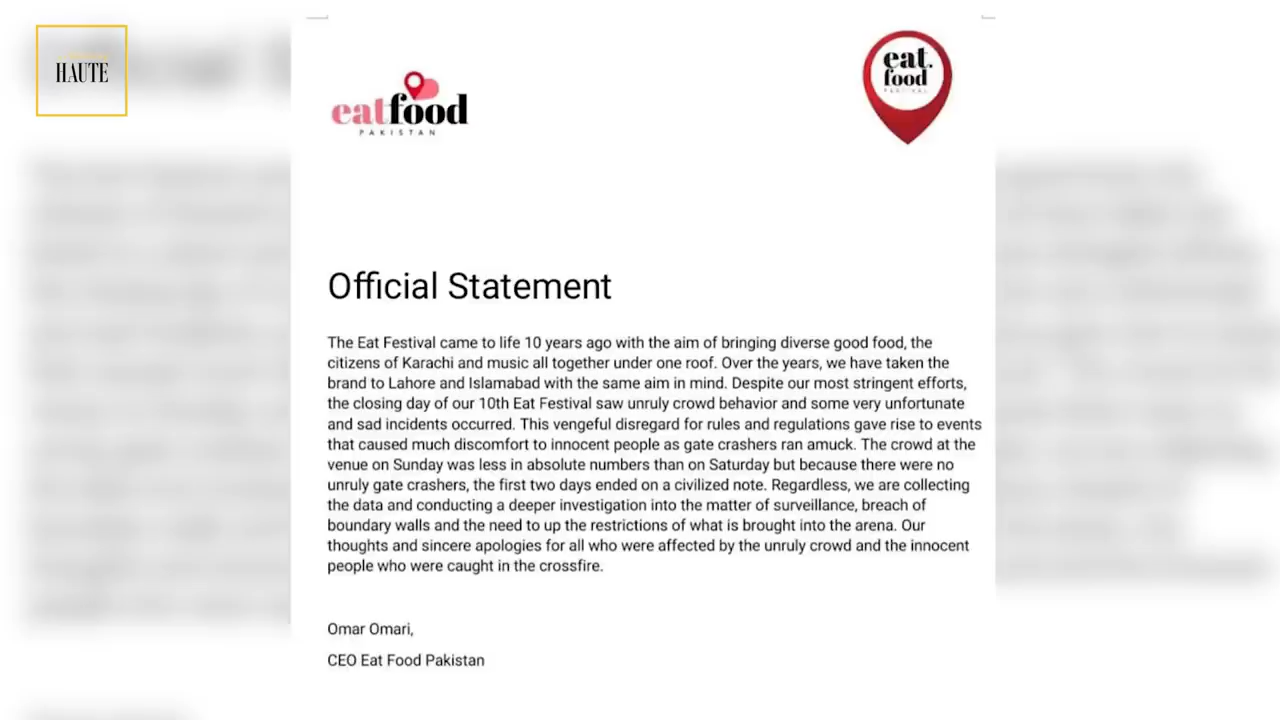 HAUTE
eatfood
PAKISTAN
eat.
food
FESTIVAL
Official Statement
The Eat Festival came to life 10 years ago with the aim of bringing diverse good food, the
citizens of Karachi and music all together under one roof. Over the years, we have taken the
brand to Lahore and Islamabad with the same aim in mind. Despite our most stringent efforts,
the closing day of our 10th Eat Festival saw unruly crowd behavior and some very unfortunate
and sad incidents occurred. This vengeful disregard for rules and regulations gave rise to events
that caused much discomfort to innocent people as gate crashers ran amuck. The crowd at the
venue on Sunday was less in absolute numbers than on Saturday but because there were no
unruly gate crashers, the first two days ended on a civilized note. Regardless, we are collecting
the data and conducting a deeper investigation into the matter of surveillance, breach of
boundary walls and the need to up the restrictions of what is brought into the arena. Our
thoughts and sincere apologies for all who were affected by the unruly crowd and the innocent
people who were caught in the crossfire.
Omar Omari,
CEO Eat Food Pakistan